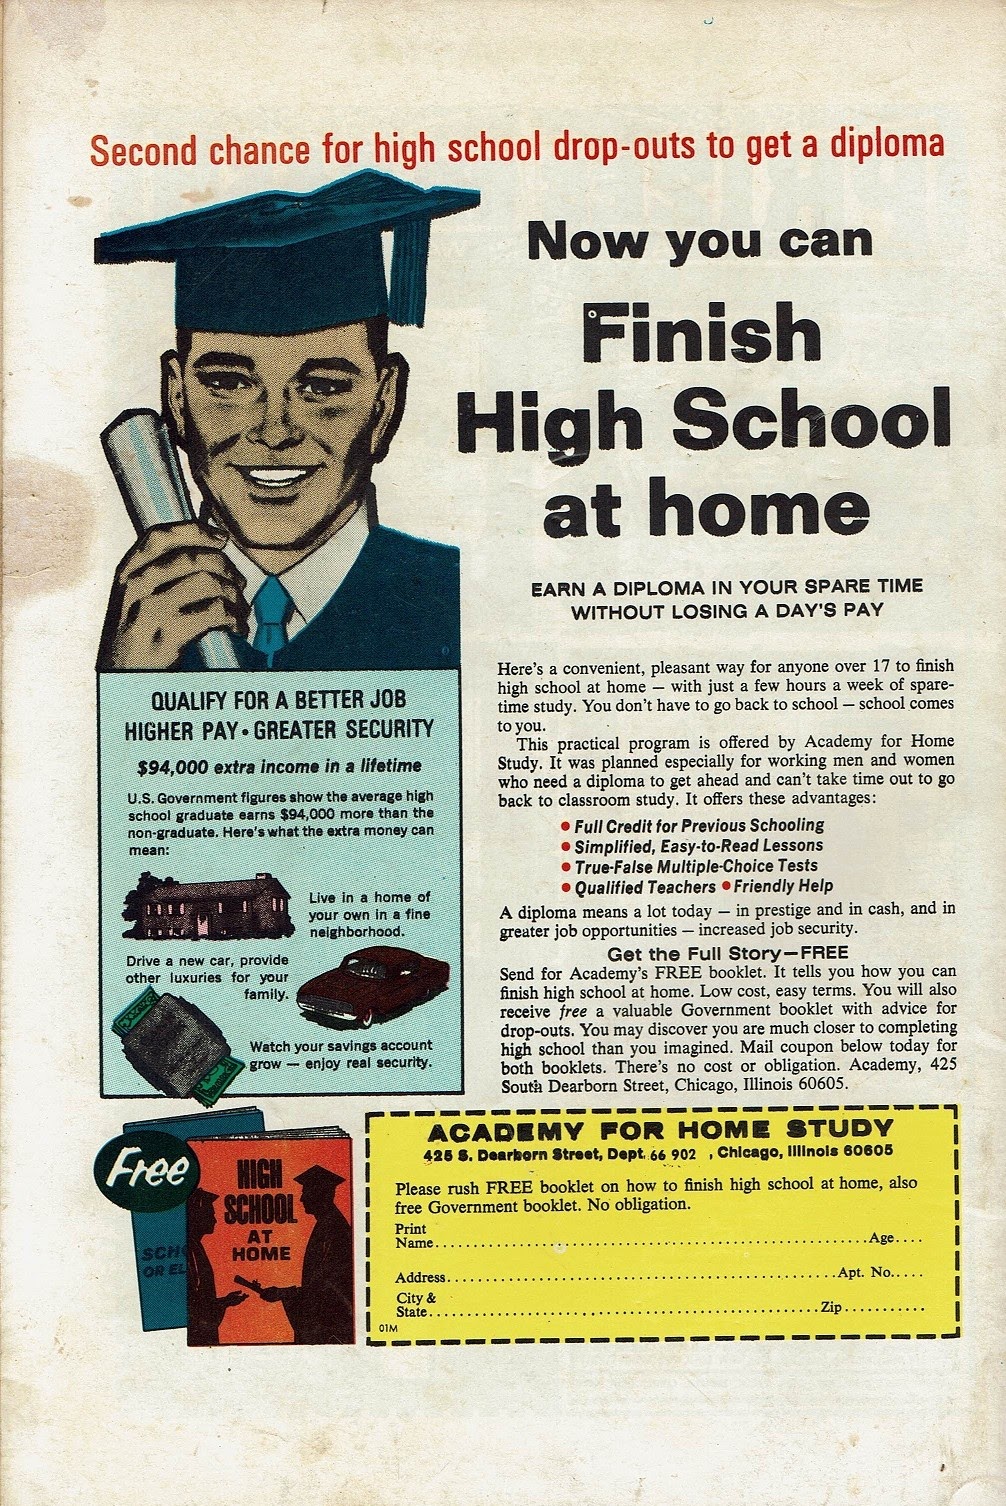 Second chance for high school drop-outs to get a diploma
Now you can
Finish
High School
at home
EARN A DIPLOMA IN YOUR SPARE TIME
WITHOUT LOSING A DAY'S PAY
QUALIFY FOR A BETTER JOB
HIGHER PAY • GREATER SECURITY
$94,000 extra income in a lifetime
U.S. Government figures show the average high
school graduate earns $94,000 more than the
non-graduate. Here's what the extra money can
mean:
Live in a home of
your own in a fine
neighborhood.
Drive a new car, provide
other luxuries for your
family.
Watch your savings account
grow — enjoy real security.
Here's a convenient, pleasant way for anyone over 17 to finish
high school at home — with just a few hours a week of spare-
time study. You don't have to go back to school — school comes
to you.
This practical program is offered by Academy for Home
Study. It was planned especially for working men and women
who need a diploma to get ahead and can't take time out to go
back to classroom study. It offers these advantages:
• Full Credit for Previous Schooling
• Simplified, Easy-to-Read Lessons
• True-False Multiple-Choice Tests
• Qualified Teachers • Friendly Help
A diploma means a lot today — in prestige and in cash, and in
greater job opportunities — increased job security.
Get the Full Story—FREE
Send for Academy's FREE booklet. It tells you how you can
finish high school at home. Low cost, easy terms. You will also
receive free a valuable Government booklet with advice for
drop-outs. You may discover you are much closer to completing
high school than you imagined. Mail coupon below today for
both booklets. There's no cost or obligation. Academy, 425
South Dearborn Street, Chicago, Illinois 60605.
Free
SCHO
OR EL
HIGH
SCHOOL
AT
HOME
ACADEMY FOR HOME STUDY
425 S. Dearborn Street, Dept. 66 902 , Chicago, Illinois 60605
Please rush FREE booklet on how to finish high school at home, also
free Government booklet. No obligation.
Print
Name........................................Age....
Address........................................Apt. No.....
City &
State........................................Zip...........
01M